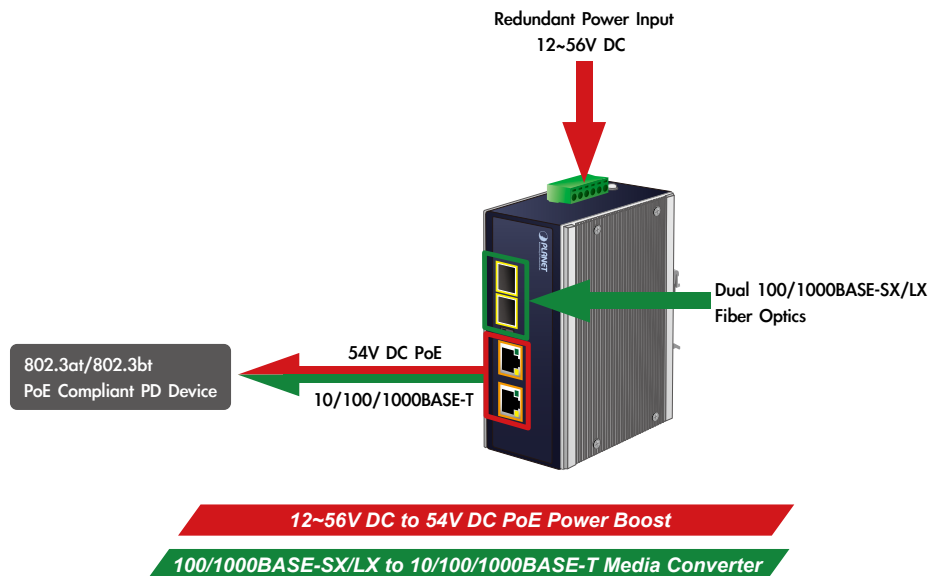 Redundant Power Input
12~56V DC
PLANET
Dual 100/1000BASE-SX/LX
Fiber Optics
54V DC PoE
802.3at/802.3bt
PoE Compliant PD Device
10/100/1000BASE-T
12~56V DC to 54V DC PoE Power Boost
100/1000BASE-SX/LX to 10/100/1000BASE-T Media Converter